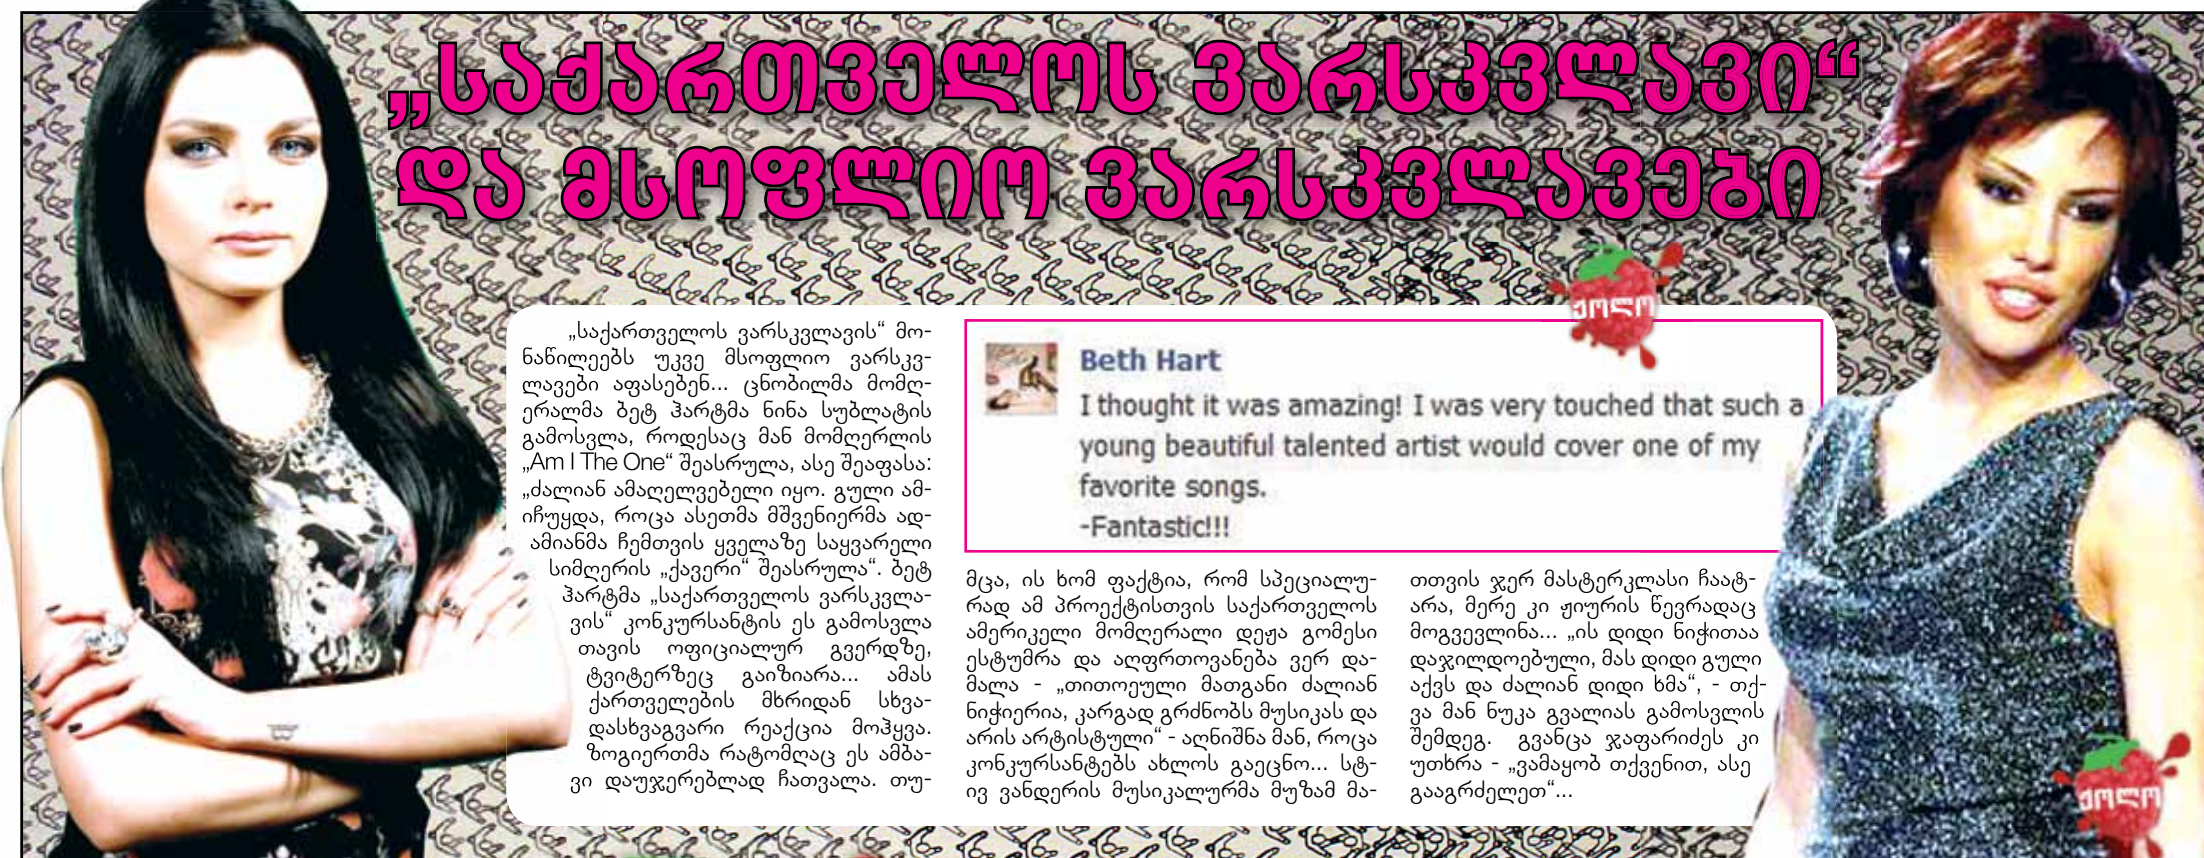 „საქართველოს ვარსკვლავი“
და მსოფლიო ვარსკვლავები
„საქართველოს ვარსკვლავის“ მო-
ნაწილეებს უკვე მსოფლიო ვარსკვ-
ლავები აფასებენ... ცნობილმა მომღ-
ერალმა ბეტ ჰარტმა ნინა სუბლატის
გამოსვლა, როდესაც მან მომღერლის
„Am I The One“ შეასრულა, ასე შეაფასა:
„ძალიან ამაღელვებელი იყო. გული ამ-
იჩუყდა, როცა ასეთმა მშვენიერმა ად-
ამიანმა ჩემთვის ყველაზე საყვარელი
სიმღერის „ქავერი“ შეასრულა“. ბეტ
ჰარტმა „საქართველოს ვარსკვლა-
ვის“ კონკურსანტის ეს გამოსვლა
თავის ოფიციალურ გვერდზე,
ტვიტერზეც გაიზიარა... ამას
ქართველების მხრიდან სხვა-
დასხვაგვარი რეაქცია მოჰყვა.
ზოგიერთმა რატომღაც ეს ამბა-
ვი დაუჯერებლად ჩათვალა. თუ-
ჟოლო
Beth Hart
I thought it was amazing! I was very touched that such a
young beautiful talented artist would cover one of my
favorite songs.
-Fantastic!!!
მცა, ის ხომ ფაქტია, რომ სპეციალუ-
რად ამ პროექტისთვის საქართველოს
ამერიკელი მომღერალი დეჟა გომესი
ესტუმრა და აღფრთოვანება ვერ და-
მალა - „თითოეული მათგანი ძალიან
ნიჭიერია, კარგად გრძნობს მუსიკას და
არის არტისტული“ - აღნიშნა მან, როცა
კონკურსანტებს ახლოს გაეცნო... სტ-
ივ ვანდერის მუსიკალურმა მუზამ მა-
თთვის ჯერ მასტერკლასი ჩაატ-
არა, მერე კი ჟიურის წევრადაც
მოგვევლინა... „ის დიდი ნიჭითაა
დაჯილდოებული, მას დიდი გული
აქვს და ძალიან დიდი ხმა“, - თქ-
ვა მან ნუკა გვალიას გამოსვლის
შემდეგ. გვანცა ჯაფარიძეს კი
უთხრა - „ვამაყობ თქვენით, ასე
გააგრძელეთ“...
ჟოლო